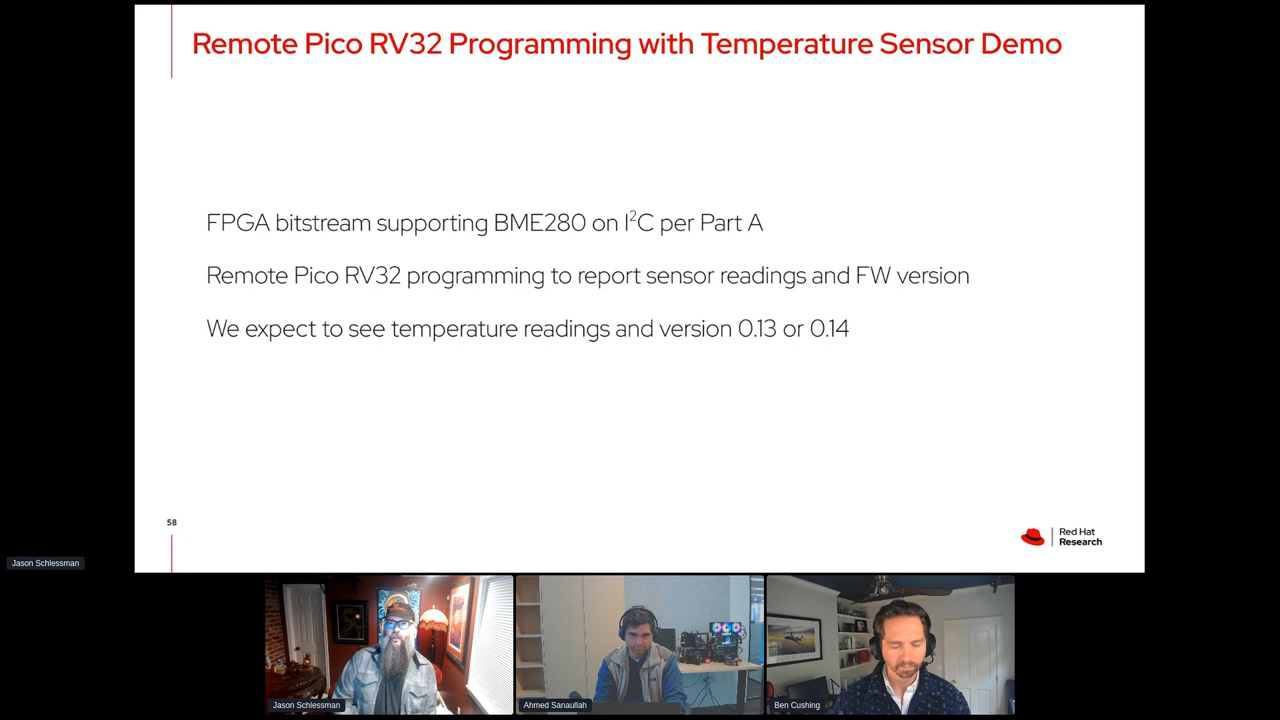 Remote Pico RV32 Programming with Temperature Sensor Demo
FPGA bitstream supporting BME280 on I²C per Part A
Remote Pico RV32 programming to report sensor readings and FW version
We expect to see temperature readings and version 0.13 or 0.14
58
Red Hat
Research
Jason Schlessman
Jason Schlessman
Ahmed Sanaullah
Ben Cushing